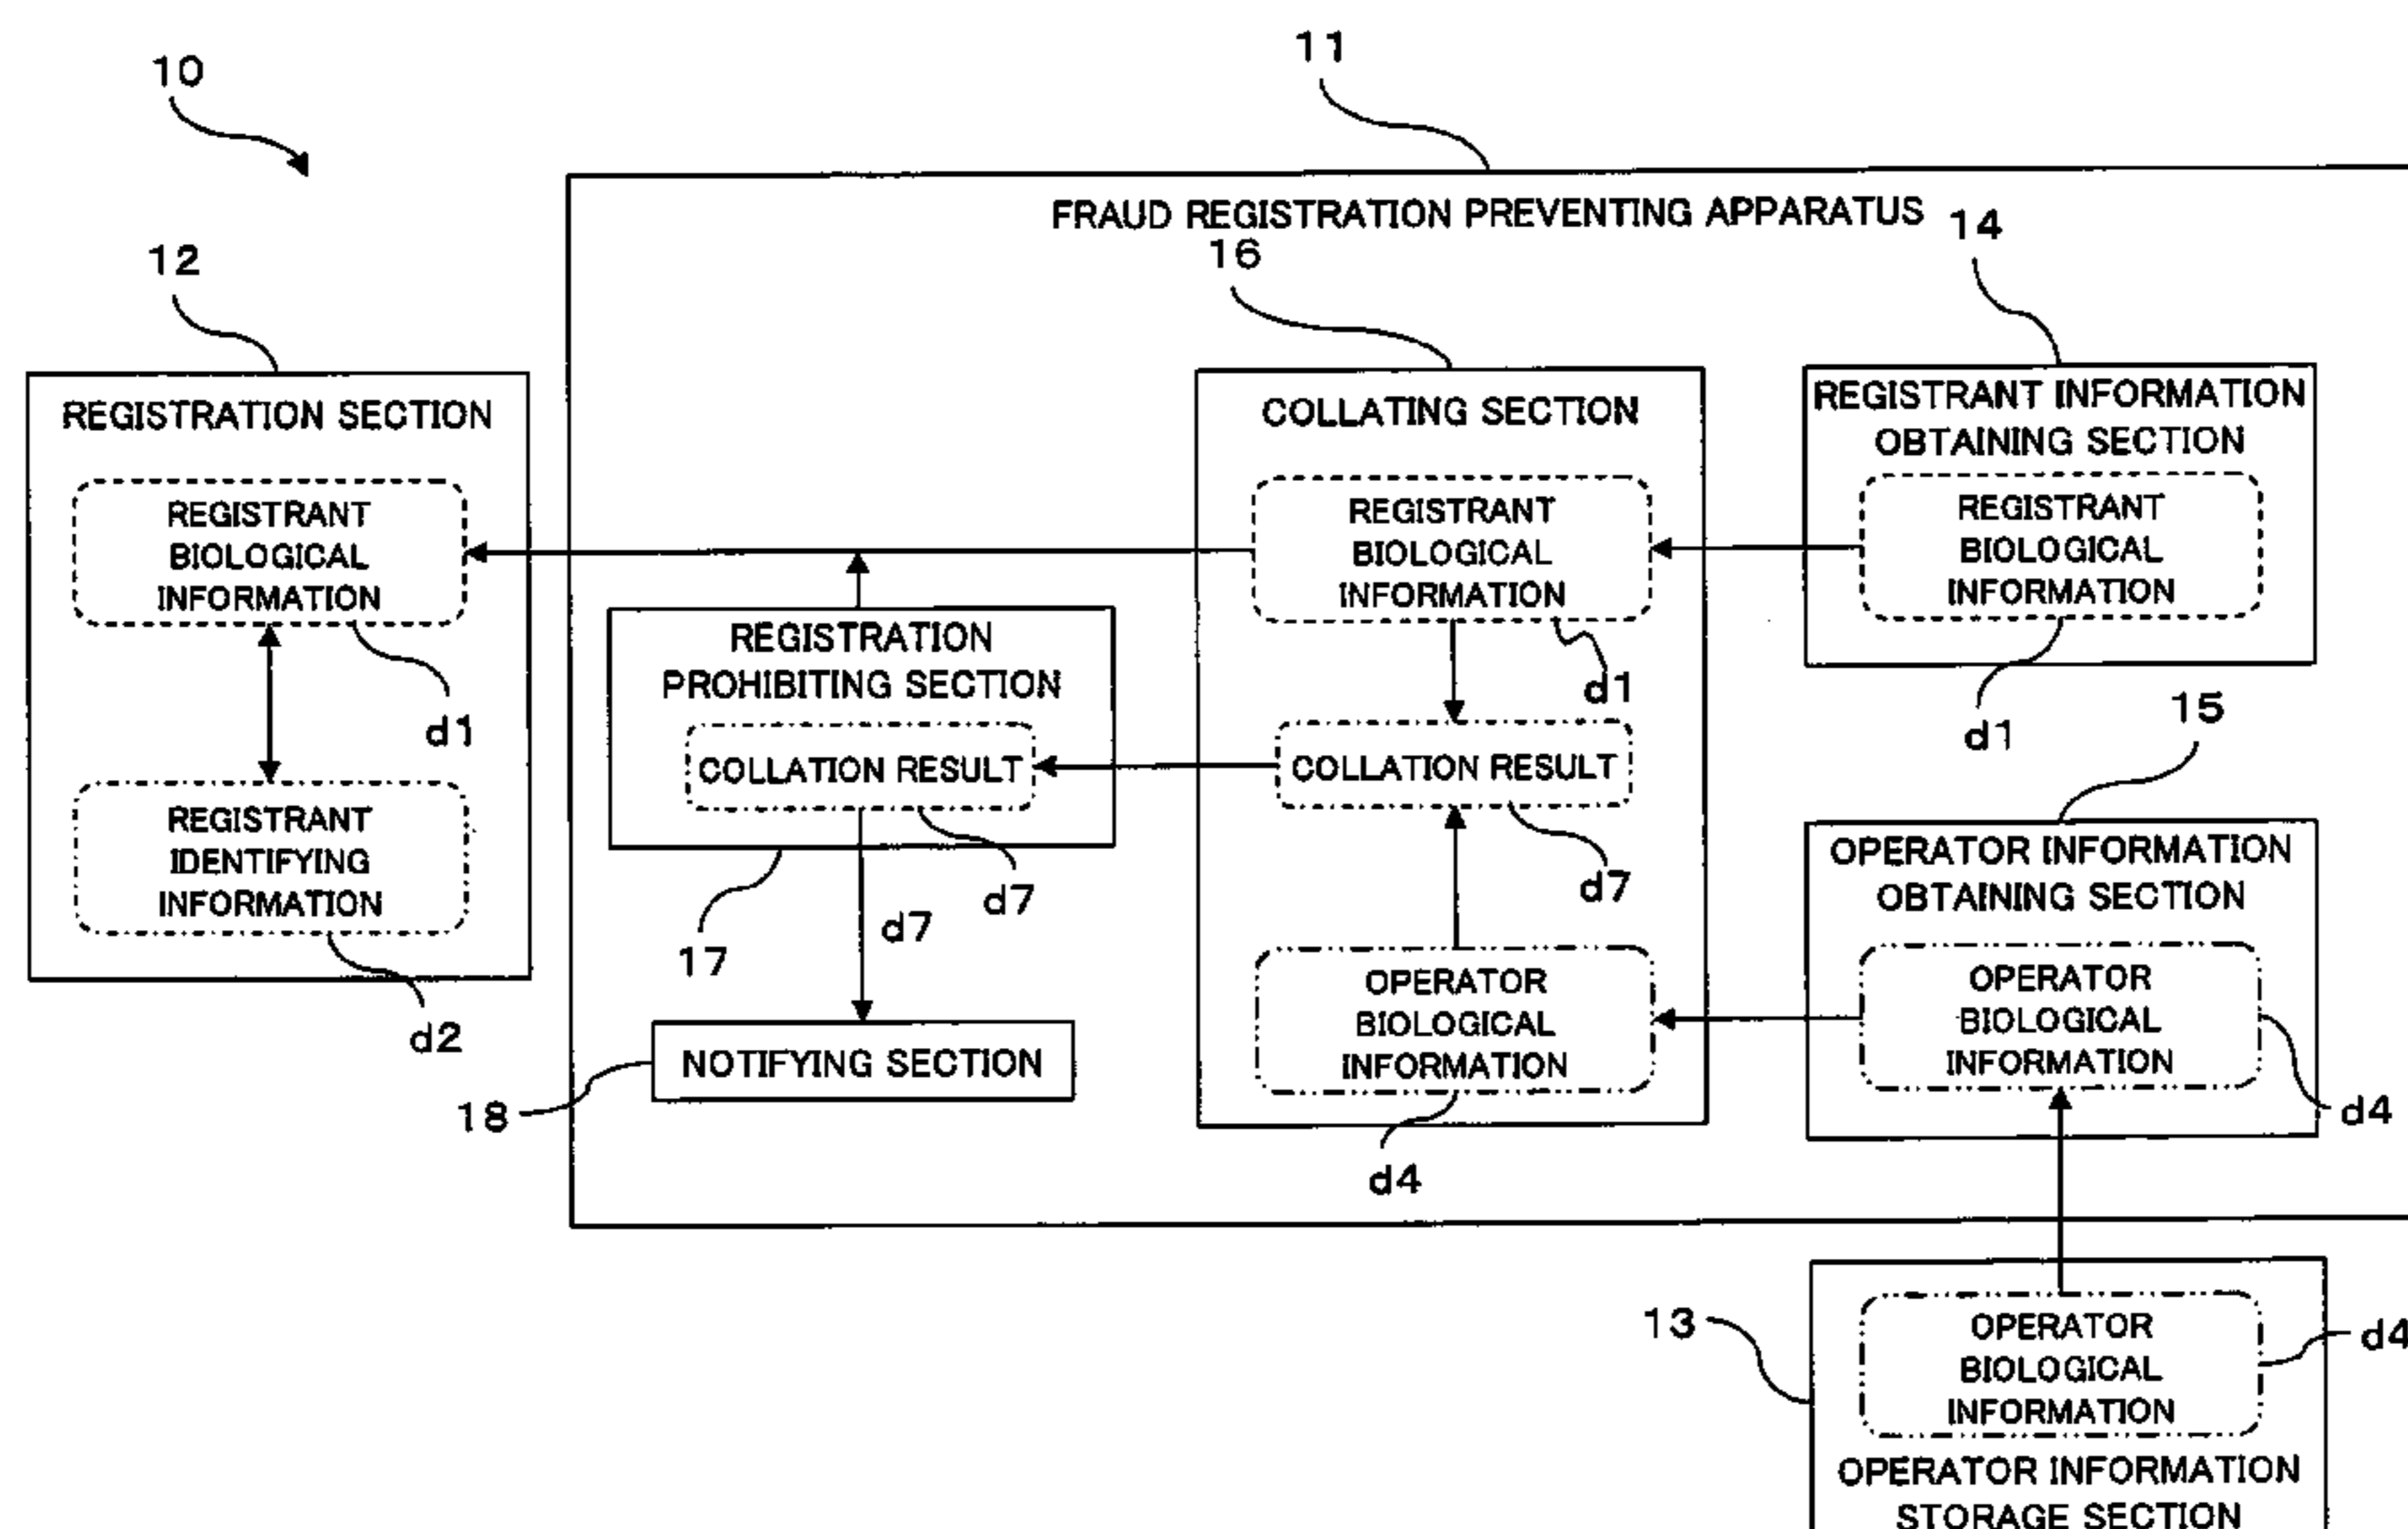 10
11
FRAUD REGISTRATION PREVENTING APPARATUS
12
REGISTRATION SECTION
REGISTRANT
BIOLOGICAL
INFORMATION
d1
REGISTRANT
IDENTIFYING
INFORMATION
d2
REGISTRATION
PROHIBITING SECTION
COLLATION RESULT
d7
17
d7
NOTIFYING SECTION
18
16
COLLATING SECTION
REGISTRANT
BIOLOGICAL
INFORMATION
d1
COLLATION RESULT
d7
OPERATOR
BIOLOGICAL
INFORMATION
d4
14
REGISTRANT INFORMATION
OBTAINING SECTION
REGISTRANT
BIOLOGICAL
INFORMATION
d1
15
OPERATOR INFORMATION
OBTAINING SECTION
OPERATOR
BIOLOGICAL
INFORMATION
d4
13
OPERATOR
BIOLOGICAL
INFORMATION
d4
OPERATOR INFORMATION
STORAGE SECTION